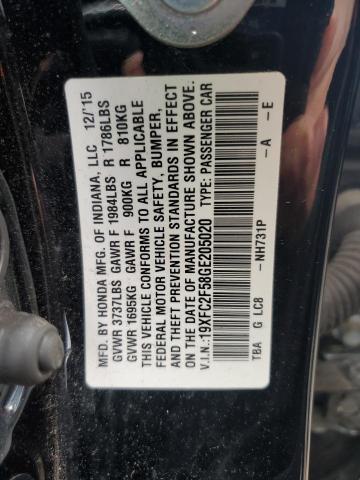 MFD. BY HONDA MFG. OF INDIANA, LLC 12/'15
GVWR 3737LBS GAWR F 1984LBS R 1786LBS
GVWR 1695KG GAWR F 900KG R 810KG
THIS VEHICLE CONFORMS TO ALL APPLICABLE
FEDERAL MOTOR VEHICLE SAFETY, BUMPER,
AND THEFT PREVENTION STANDARDS IN EFFECT
ON THE DATE OF MANUFACTURE SHOWN ABOVE.
V.I.N.:19XFC2F58GE205020 TYPE: PASSENGER CAR
TBA G LC8 -NH731P -A -E